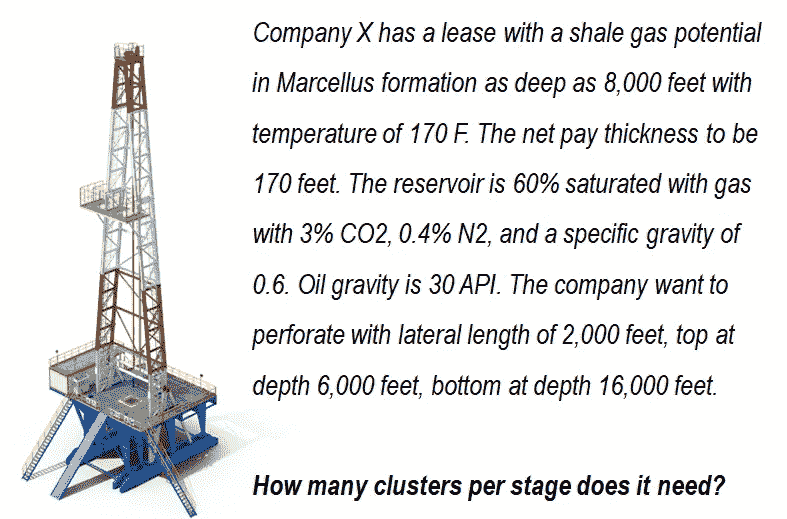 Company X has a lease with a shale gas potential
in Marcellus formation as deep as 8,000 feet with
temperature of 170 F. The net pay thickness to be
170 feet. The reservoir is 60% saturated with gas
with 3% CO2, 0.4% N2, and a specific gravity of
0.6. Oil gravity is 30 API. The company want to
perforate with lateral length of 2,000 feet, top at
depth 6,000 feet, bottom at depth 16,000 feet.
How many clusters per stage does it need?